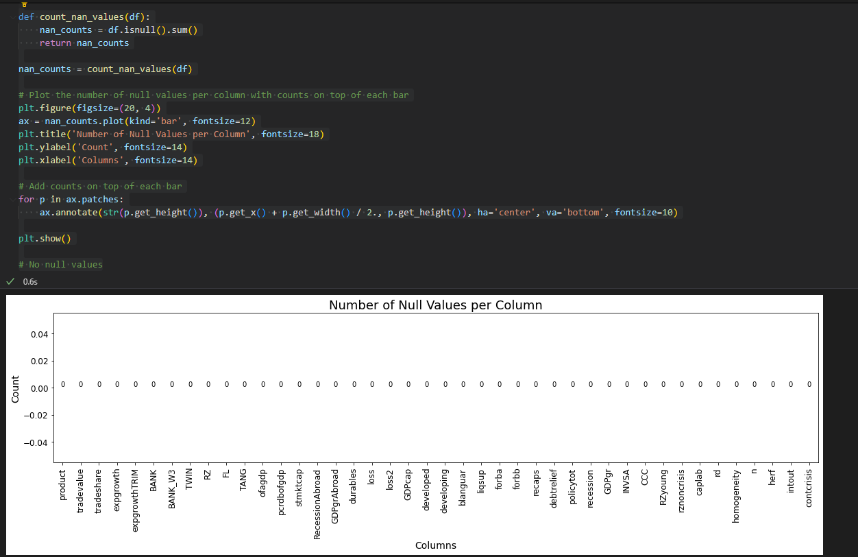 def count_nan_values(df):
nan_counts = df.isnull().sum()
return nan_counts
nan_counts = count_nan_values(df)
# Plot the number of null values per column with counts on top of each bar
plt.figure(figsize=(20, 4))
ax = nan_counts.plot(kind='bar', fontsize=12)
plt.title('Number of Null Values per Column', fontsize=18)
plt.ylabel('Count', fontsize=14)
plt.xlabel('Columns', fontsize=14)
# Add counts on top of each bar
for p in ax.patches:
ax.annotate(str(p.get_height()), (p.get_x() + p.get_width() / 2., p.get_height()), ha='center', va='bottom', fontsize=10)
plt.show()
# No null values
0.6s
Number of Null Values per Column
Count
0.04
0.02
0.00
−0.02
−0.04
0 0 0 0 0 0 0 0 0 0 0 0 0 0 0 0 0 0 0 0 0 0 0 0 0 0 0 0 0 0 0 0 0 0 0 0 0 0 0 0 0 0
product
tradevalue
tradeshare
expgrowth
expgrowthTRIM
BANK
BANK_W3
TWIN
RZ
FL
TANG
ofagdp
pcrdbofgdp
stmktcap
RecessionAbroad
GDPgrAbroad
durables
loss
loss2
GDPcap
developed
developing
blanguar
liqsup
forba
forbb
recaps
debtrelief
policytot
recession
GDPgr
INVSA
CCC
RZyoung
rznoncrisis
caplab
rd
homogeneity
n
herf
intout
contcrisis
Columns